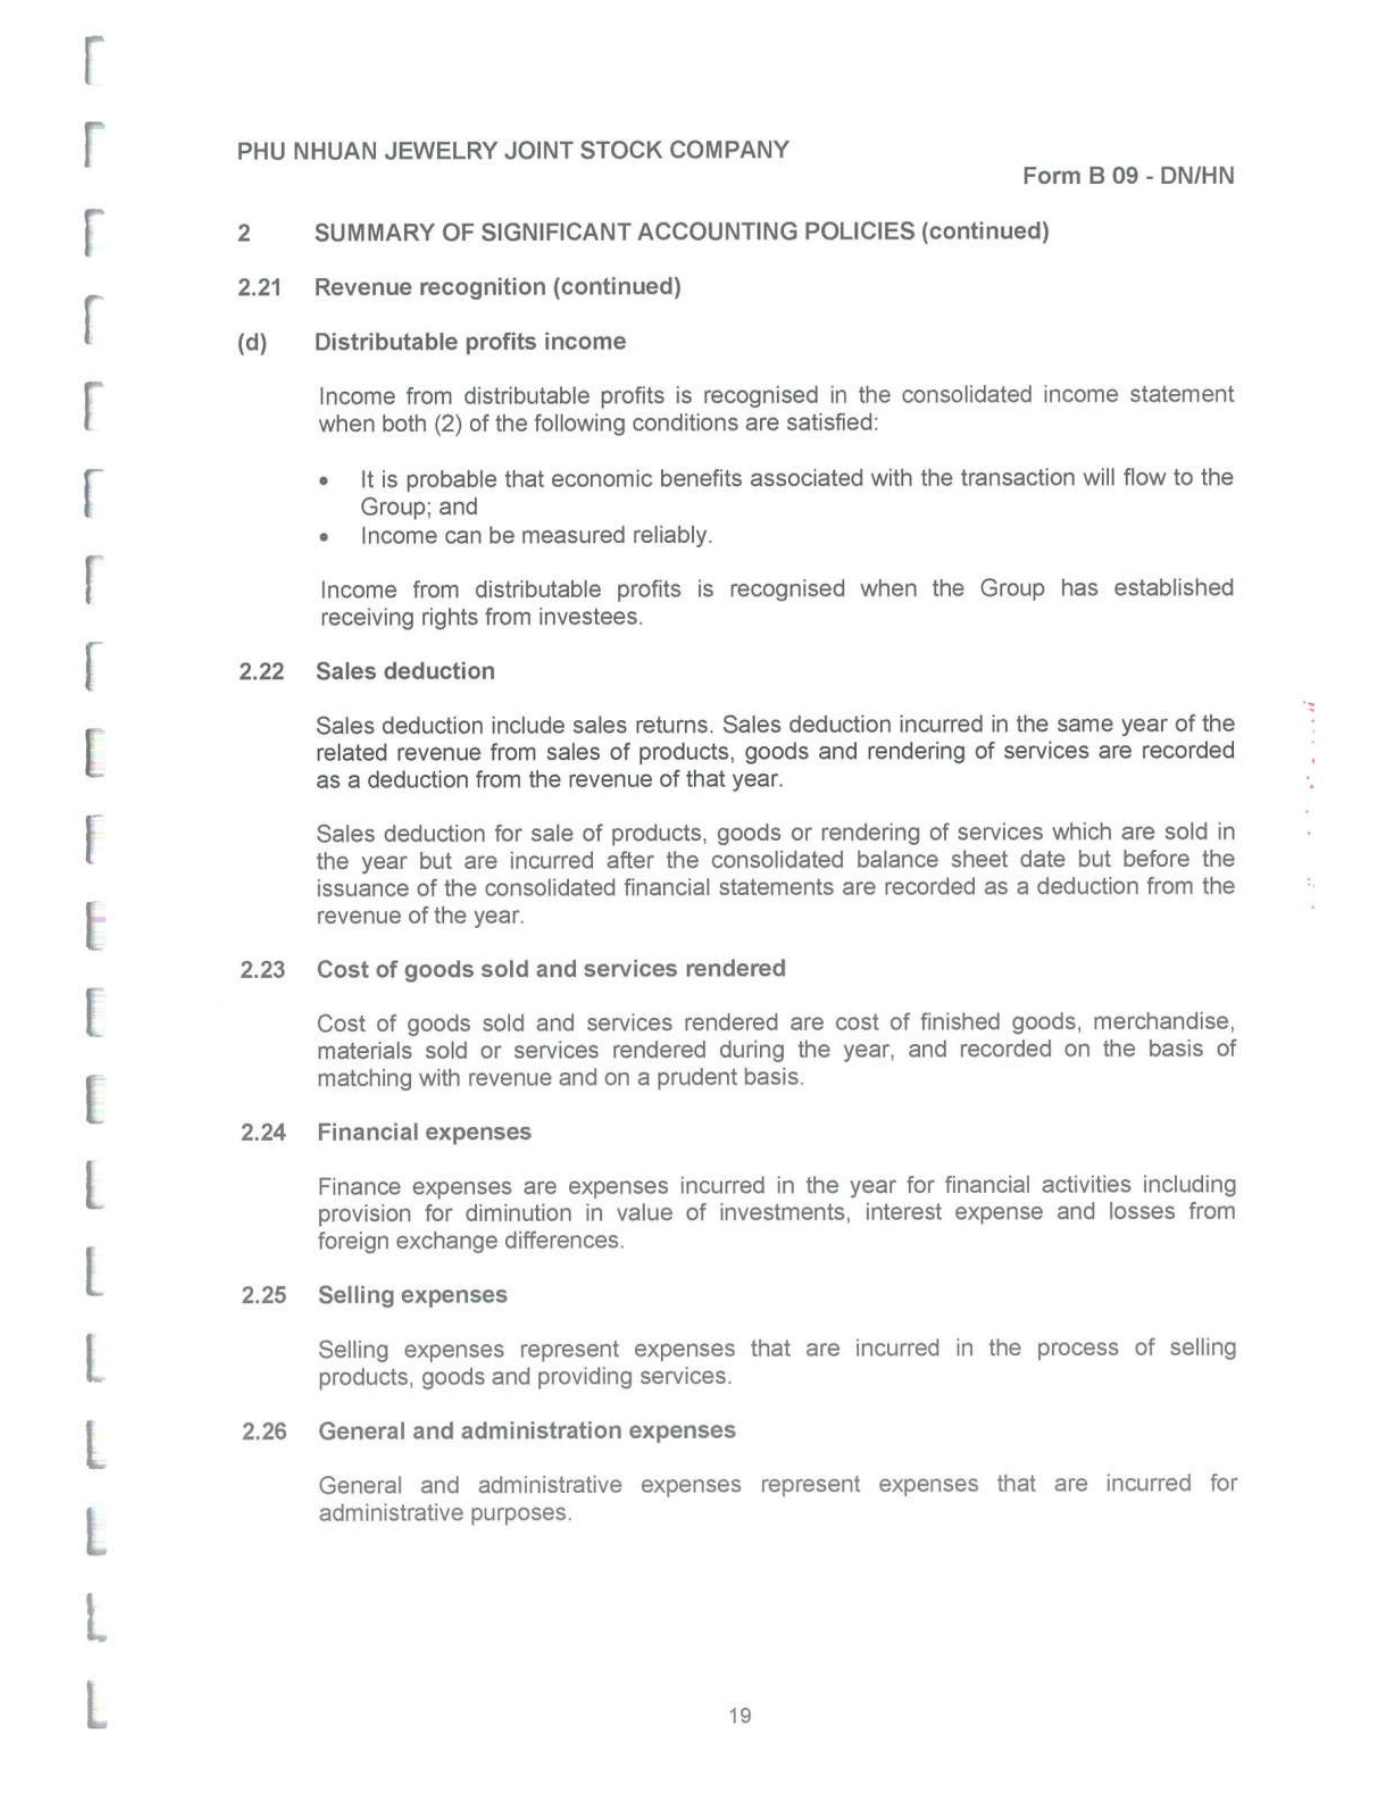 PHU NHUAN JEWELRY JOINT STOCK COMPANY
Form B 09 - DN/HN
2 SUMMARY OF SIGNIFICANT ACCOUNTING POLICIES (continued)
2.21 Revenue recognition (continued)
(d) Distributable profits income
Income from distributable profits is recognised in the consolidated income statement
when both (2) of the following conditions are satisfied:
• It is probable that economic benefits associated with the transaction will flow to the
Group; and
• Income can be measured reliably.
Income from distributable profits is recognised when the Group has established
receiving rights from investees.
2.22 Sales deduction
Sales deduction include sales returns. Sales deduction incurred in the same year of the
related revenue from sales of products, goods and rendering of services are recorded
as a deduction from the revenue of that year.
Sales deduction for sale of products, goods or rendering of services which are sold in
the year but are incurred after the consolidated balance sheet date but before the
issuance of the consolidated financial statements are recorded as a deduction from the
revenue of the year.
2.23 Cost of goods sold and services rendered
Cost of goods sold and services rendered are cost of finished goods, merchandise,
materials sold or services rendered during the year, and recorded on the basis of
matching with revenue and on a prudent basis.
2.24 Financial expenses
Finance expenses are expenses incurred in the year for financial activities including
provision for diminution in value of investments, interest expense and losses from
foreign exchange differences.
2.25 Selling expenses
Selling expenses represent expenses that are incurred in the process of selling
products, goods and providing services.
2.26 General and administration expenses
General and administrative expenses represent expenses that are incurred for
administrative purposes.
19